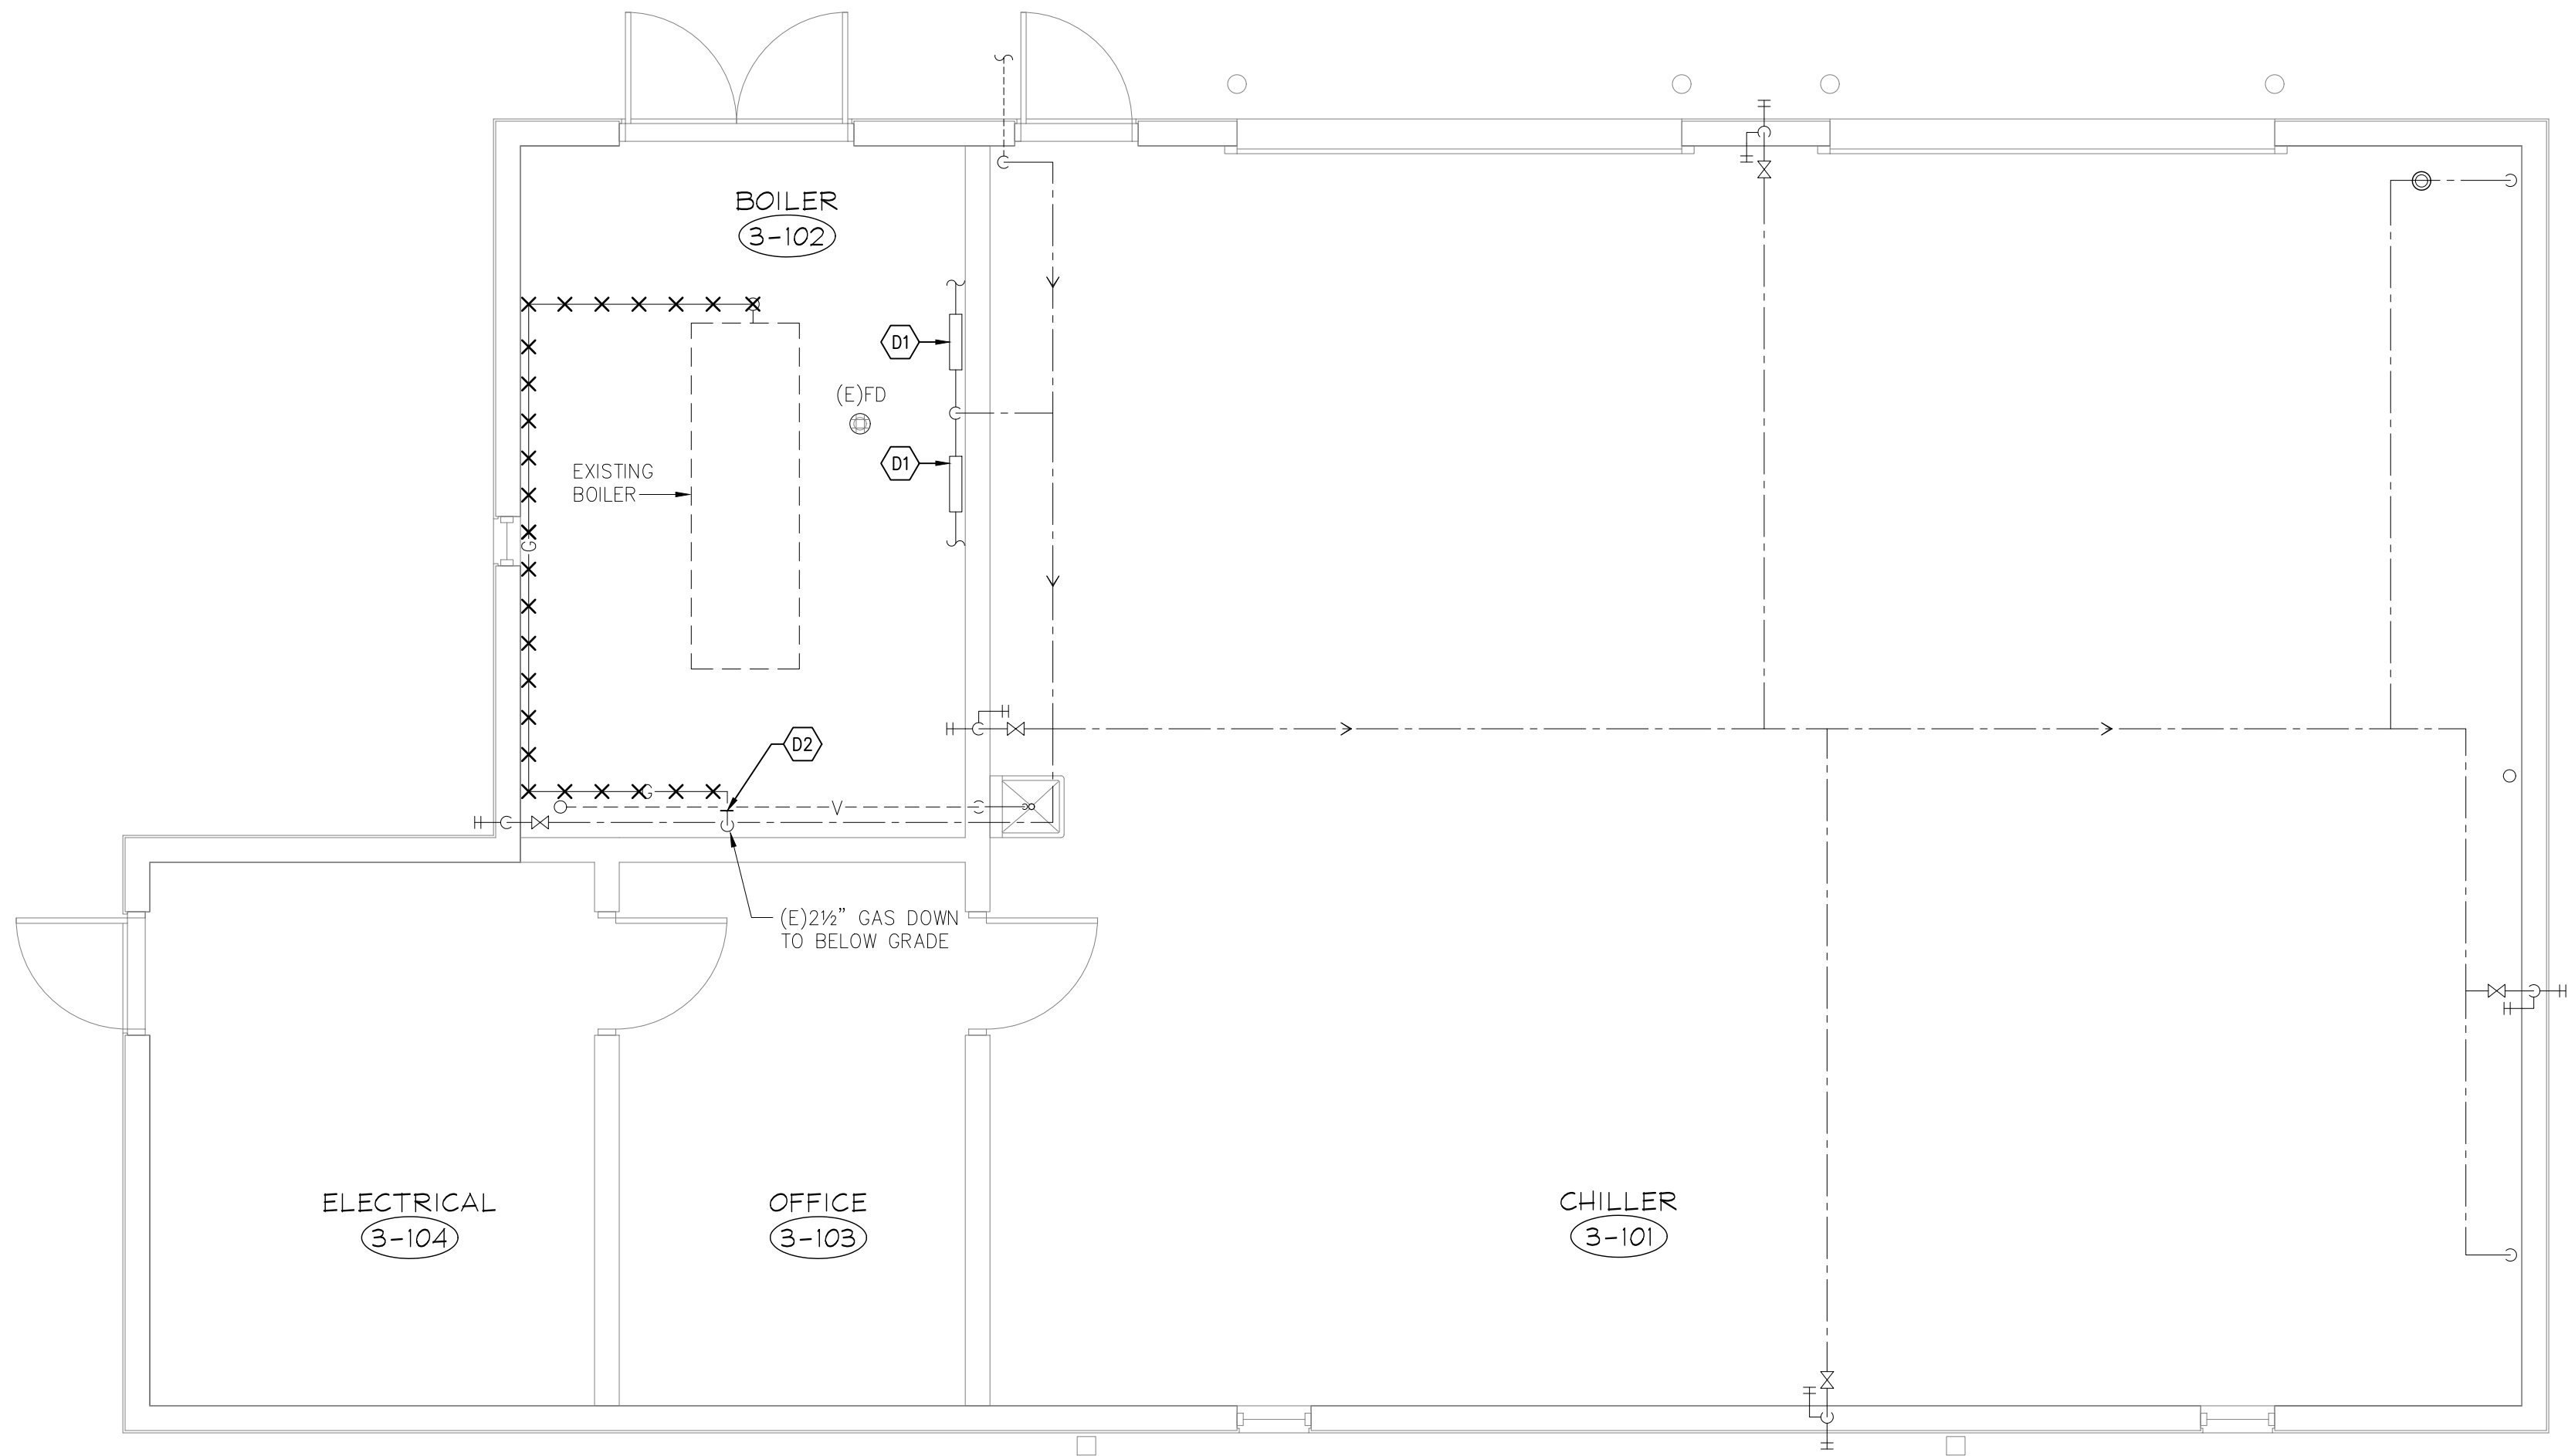 BOILER
3-102
D1
(E)FD
D1
EXISTING
BOILER
G
D2
G
V
(E)2½" GAS DOWN
TO BELOW GRADE
ELECTRICAL
3-104
OFFICE
3-103
CHILLER
3-101